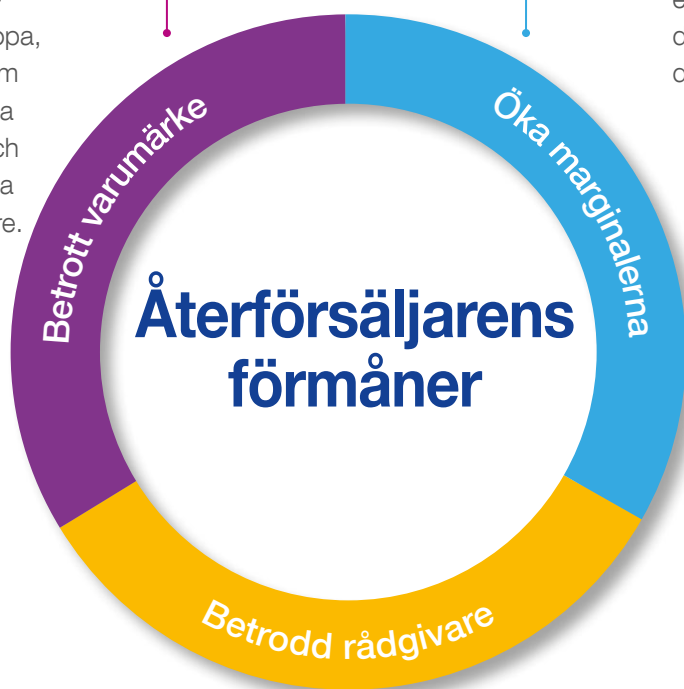 Betrott varumärke
Öka marginalerna
Återförsäljarens
förmåner
Betrodd rådgivare